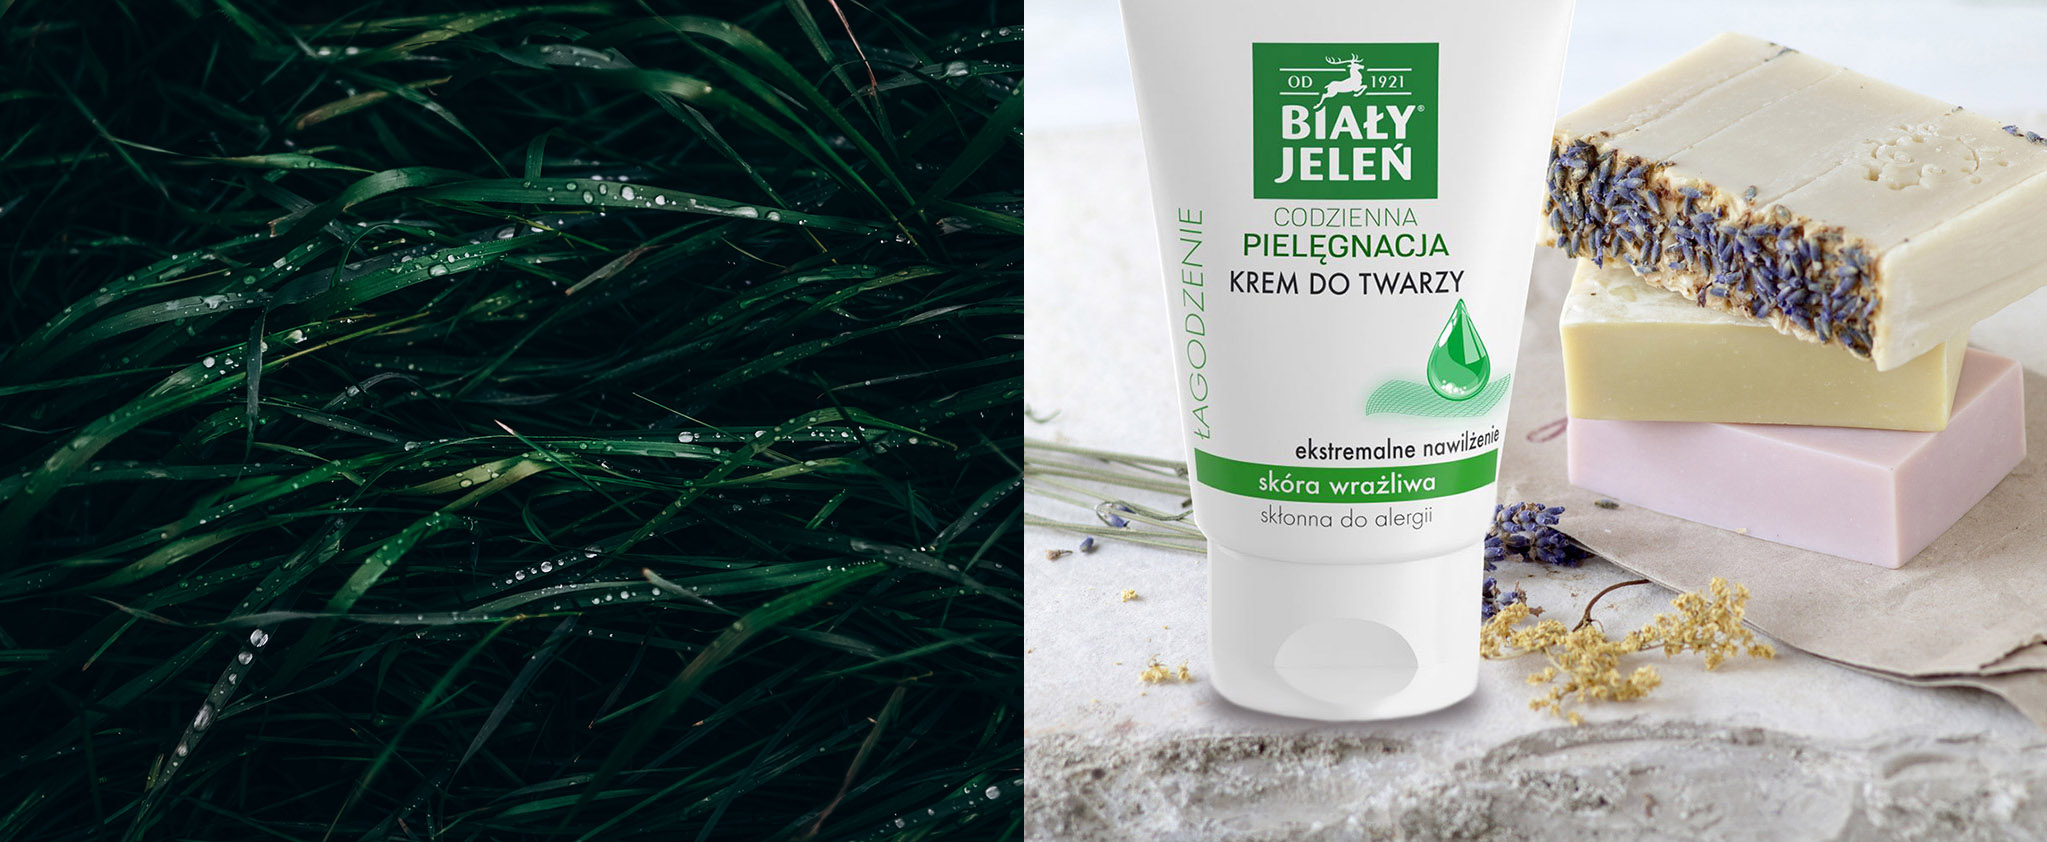 OD 1921
BIAŁY®
JELEŃ
CODZIENNA
PIELĘGNACJA
KREM DO TWARZY
ŁAGODZENIE
ekstremalne nawilżenie
skóra wrażliwa
skłonna do alergii